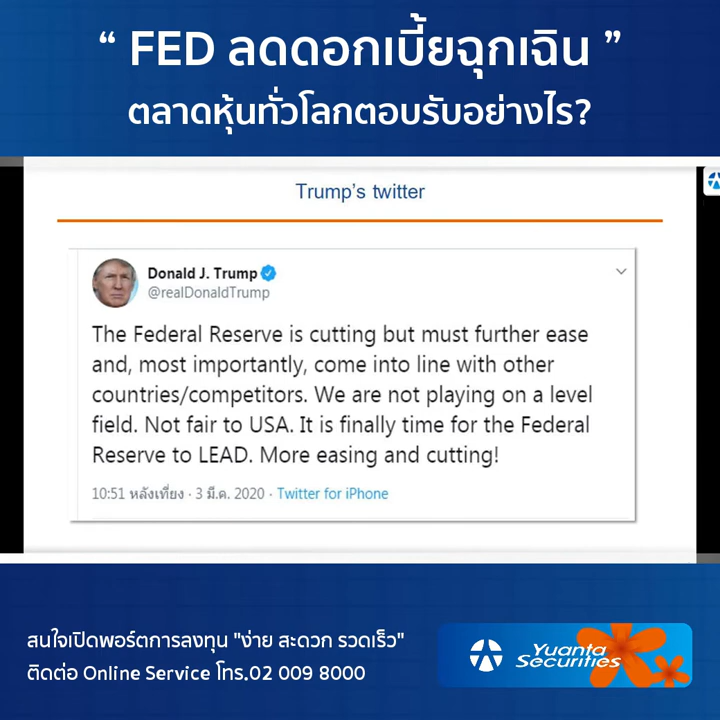 “ FED ลดดอกเบี้ยฉุกเฉิน ”
ตลาดหุ้นทั่วโลกตอบรับอย่างไร?
Trump’s twitter
Donald J. Trump
@realDonaldTrump
The Federal Reserve is cutting but must further ease
and, most importantly, come into line with other
countries/competitors. We are not playing on a level
field. Not fair to USA. It is finally time for the Federal
Reserve to LEAD. More easing and cutting!
10:51 หลังเที่ยง · 3 มี.ค. 2020 · Twitter for iPhone
สนใจเปิดพอร์ตการลงทุน "ง่าย สะดวก รวดเร็ว"
ติดต่อ Online Service โทร.02 009 8000
Yuanta
Securities